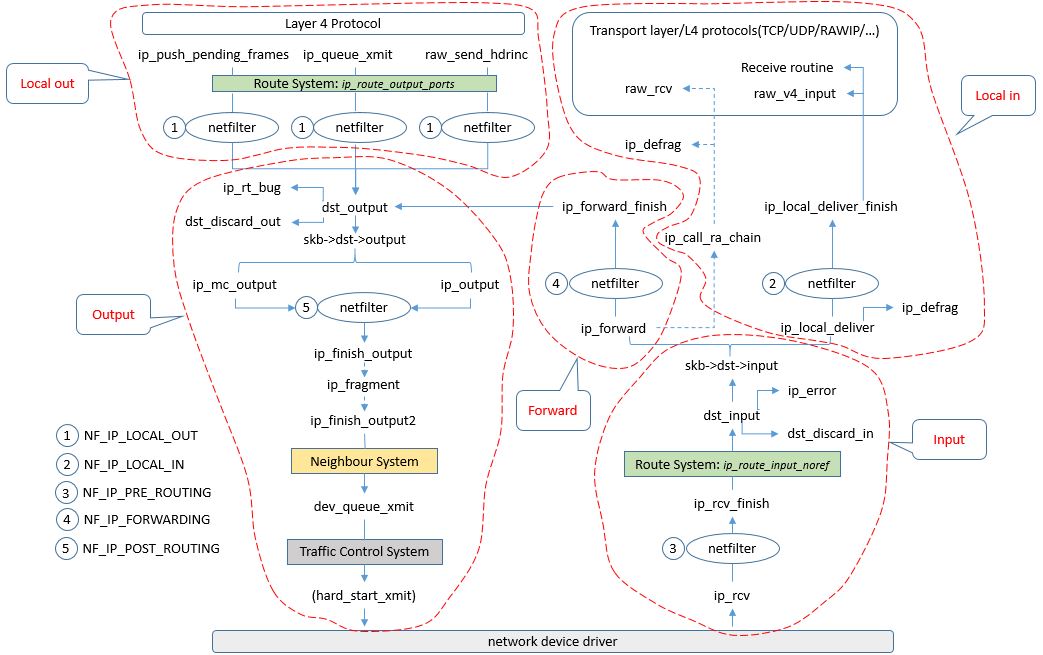 Layer 4 Protocol
ip_push_pending_frames
ip_queue_xmit
raw_send_hdrinc
Route System: ip_route_output_ports
Local out
1
netfilter
1
netfilter
1
netfilter
Transport layer/L4 protocols(TCP/UDP/RAWIP/...)
Receive routine
raw_rcv
raw_v4_input
Local in
ip_defrag
ip_rt_bug
dst_output
dst_discard_out
skb->dst->output
ip_mc_output
ip_output
5
netfilter
Output
ip_finish_output
ip_fragment
ip_finish_output2
Neighbour System
dev_queue_xmit
Traffic Control System
(hard_start_xmit)
ip_forward_finish
ip_call_ra_chain
4
netfilter
ip_forward
Forward
ip_local_deliver_finish
2
netfilter
ip_local_deliver
ip_defrag
skb->dst->input
ip_error
dst_input
dst_discard_in
Input
Route System: ip_route_input_noref
ip_rcv_finish
3
netfilter
ip_rcv
1 NF_IP_LOCAL_OUT
2 NF_IP_LOCAL_IN
3 NF_IP_PRE_ROUTING
4 NF_IP_FORWARDING
5 NF_IP_POST_ROUTING
network device driver